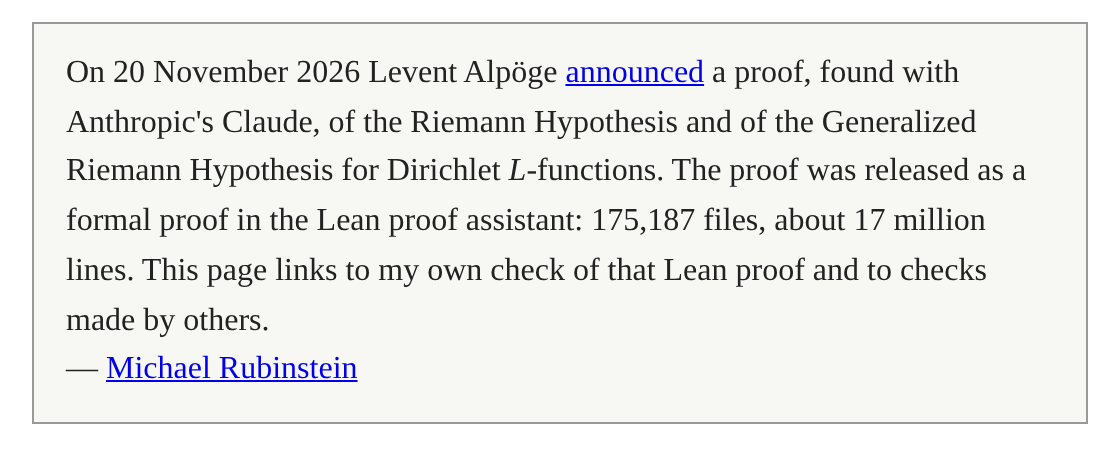 On 20 November 2026 Levent Alpöge announced a proof, found with
Anthropic's Claude, of the Riemann Hypothesis and of the Generalized
Riemann Hypothesis for Dirichlet L-functions. The proof was released as a
formal proof in the Lean proof assistant: 175,187 files, about 17 million
lines. This page links to my own check of that Lean proof and to checks
made by others.
— Michael Rubinstein